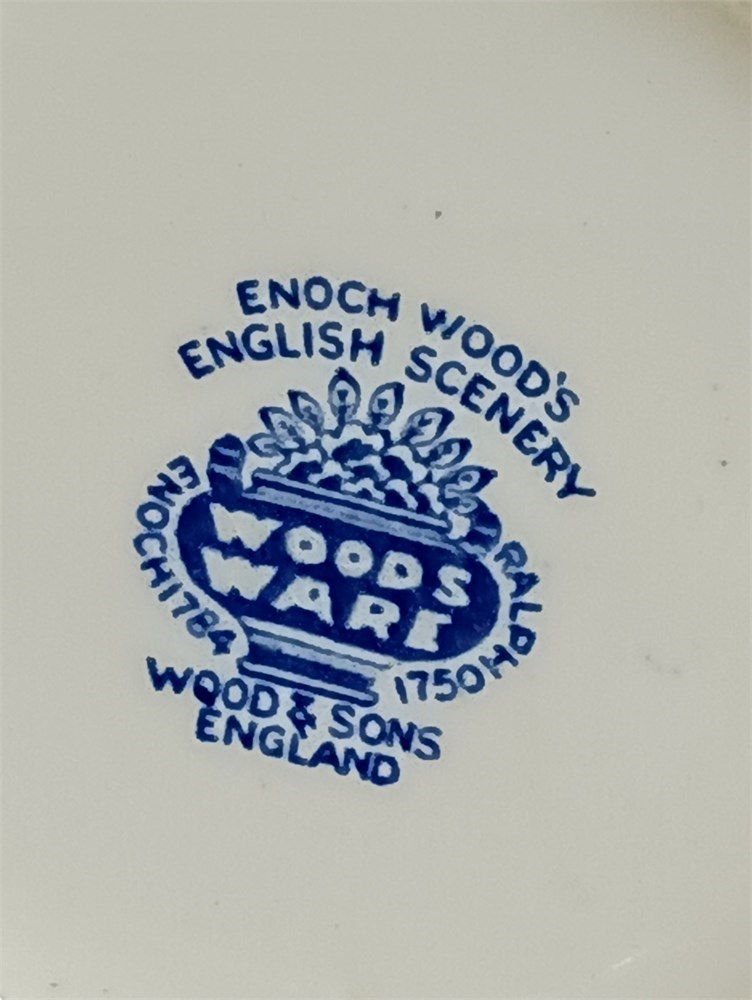 ENOCH WOOD'S
ENGLISH SCENERY
WOODS
WARE
ENOCH 1784
RALPH 1750
WOOD & SONS
ENGLAND